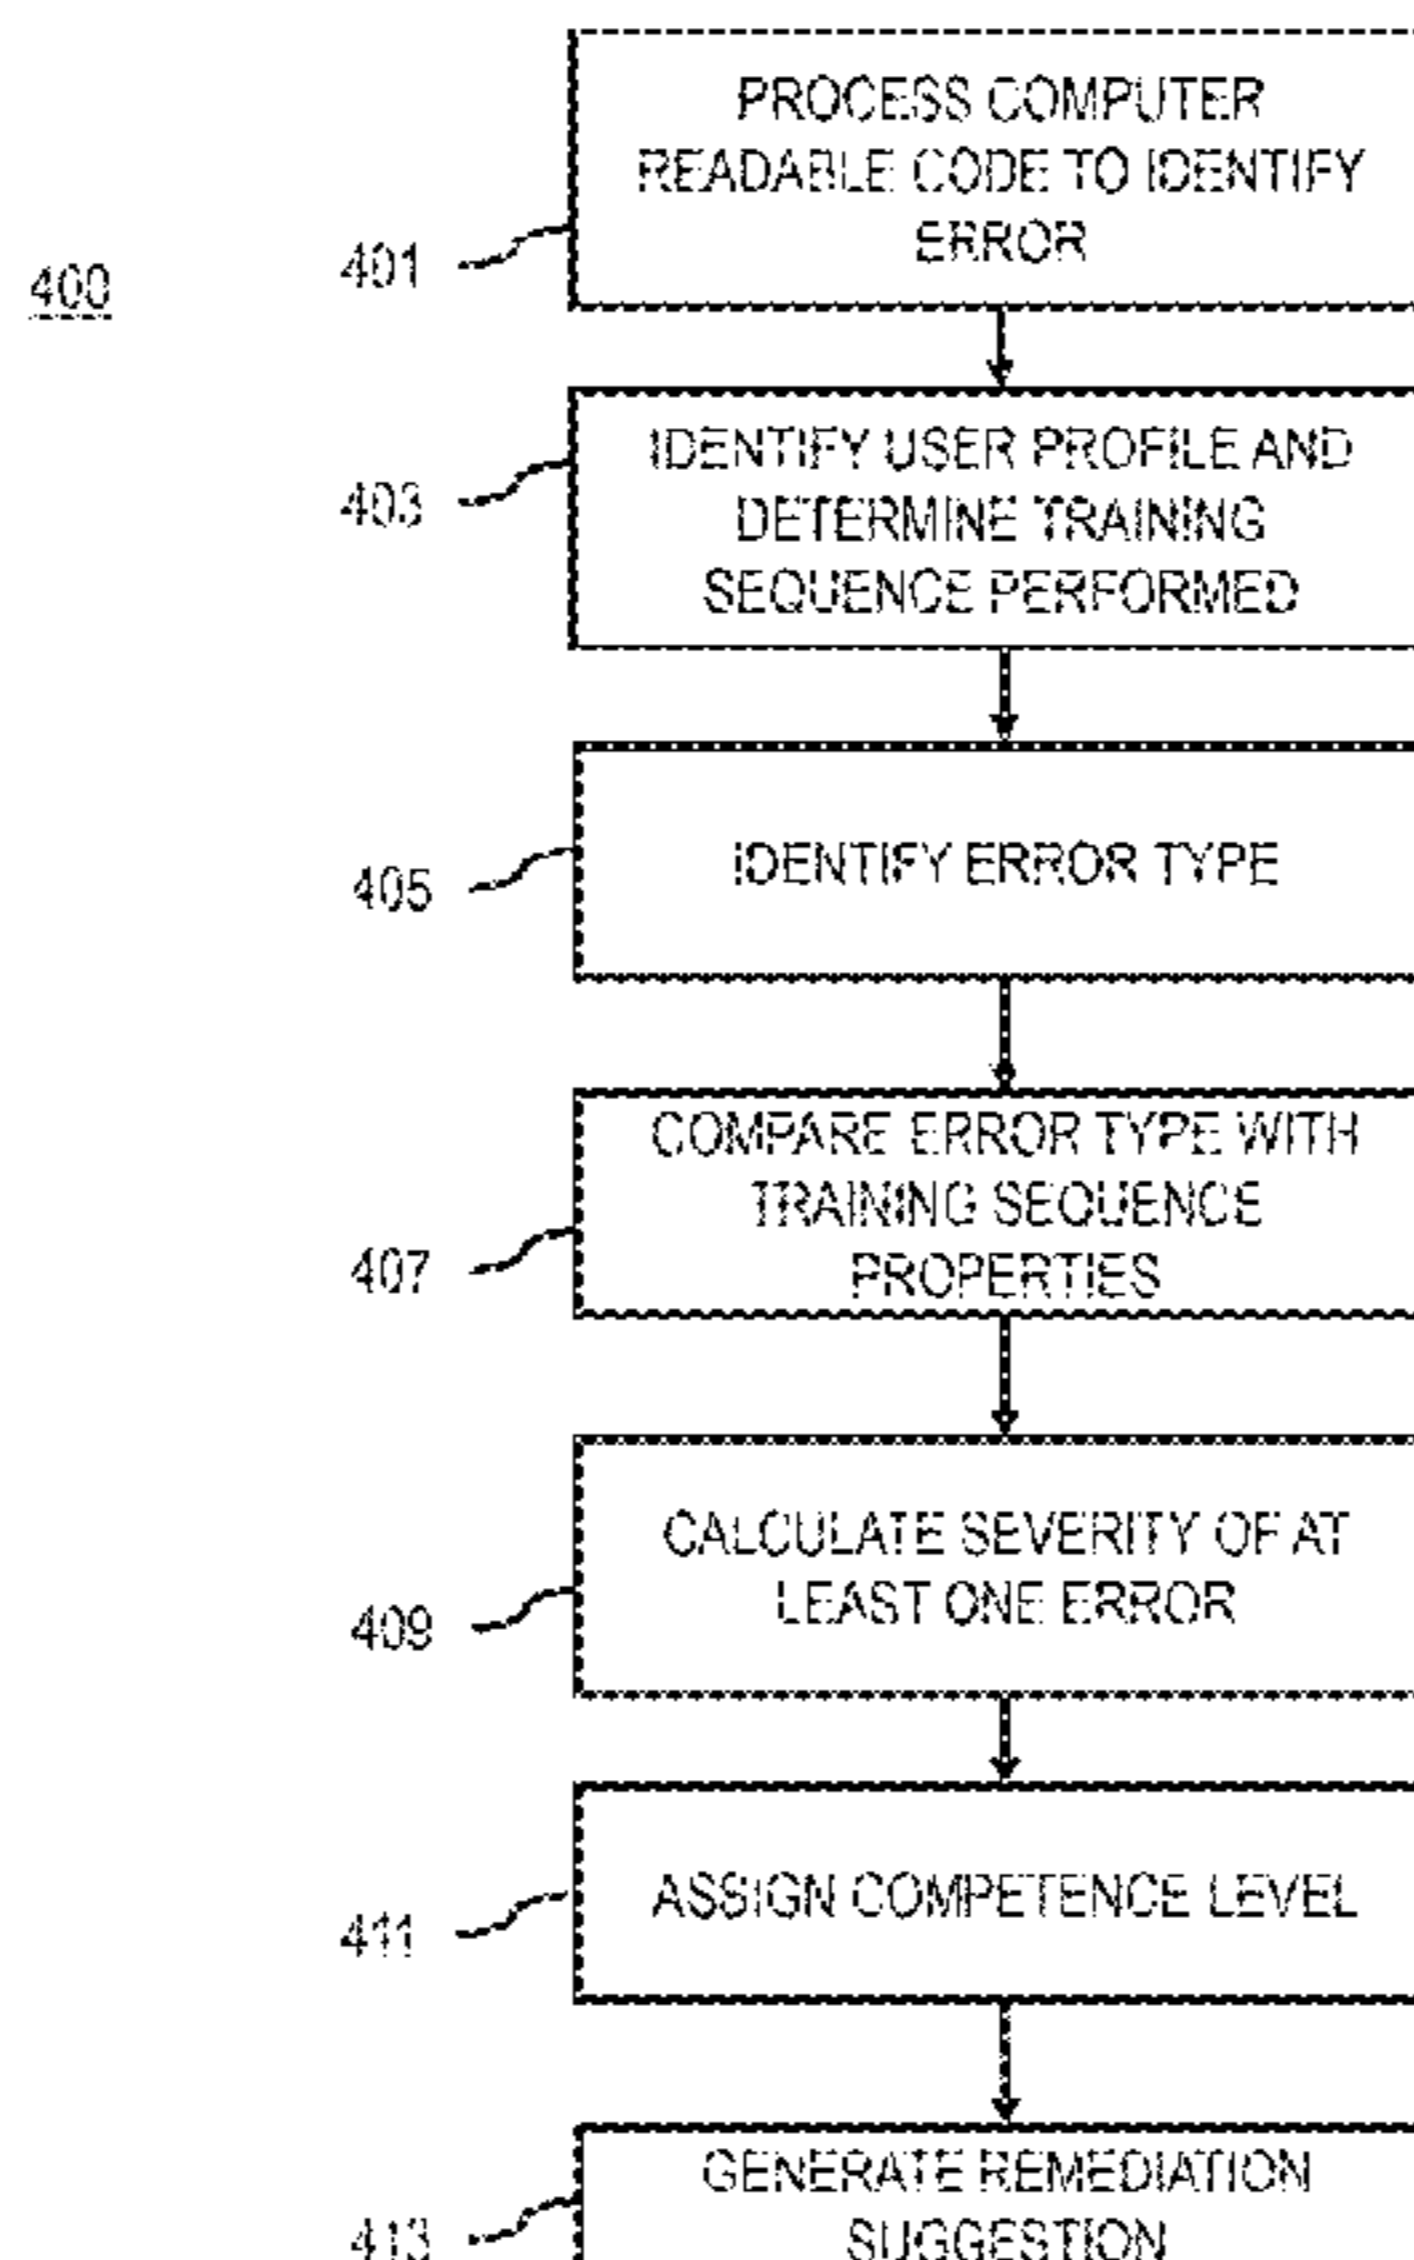 400
401
PROCESS COMPUTER
READABLE CODE TO IDENTIFY
ERROR
403
IDENTIFY USER PROFILE AND
DETERMINE TRAINING
SEQUENCE PERFORMED
405
IDENTIFY ERROR TYPE
407
COMPARE ERROR TYPE WITH
TRAINING SEQUENCE
PROPERTIES
409
CALCULATE SEVERITY OF AT
LEAST ONE ERROR
411
ASSIGN COMPETENCE LEVEL
413
GENERATE REMEDIATION
SUGGESTION